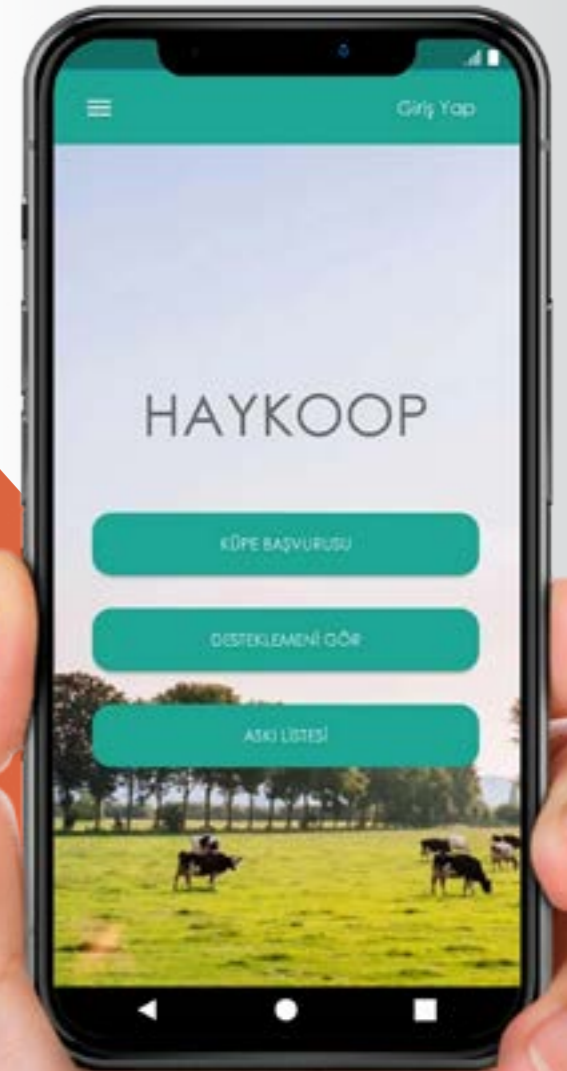 Giriş Yap
HAYKOOP
KÜPE BAŞVURUSU
DESTEKLEMENİ GÖR
ASKI LİSTESİ